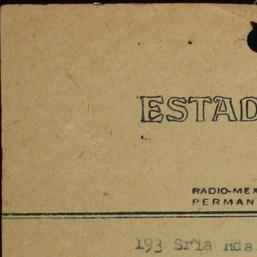 ESTAD
RADIO-MEX
PERMAN
193 Sria Hda